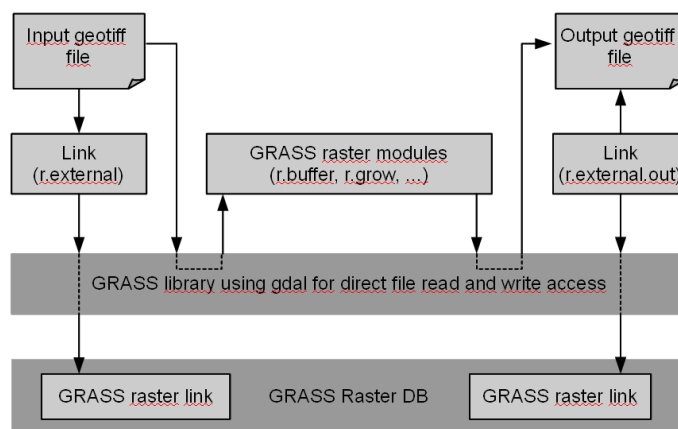 Input geotiff
file
Output geotiff
file
Link
(r.external)
GRASS raster modules
(r.buffer, r.grow, ...)
Link
(r.external.out)
GRASS library using gdal for direct file read and write access
GRASS raster link
GRASS Raster DB
GRASS raster link